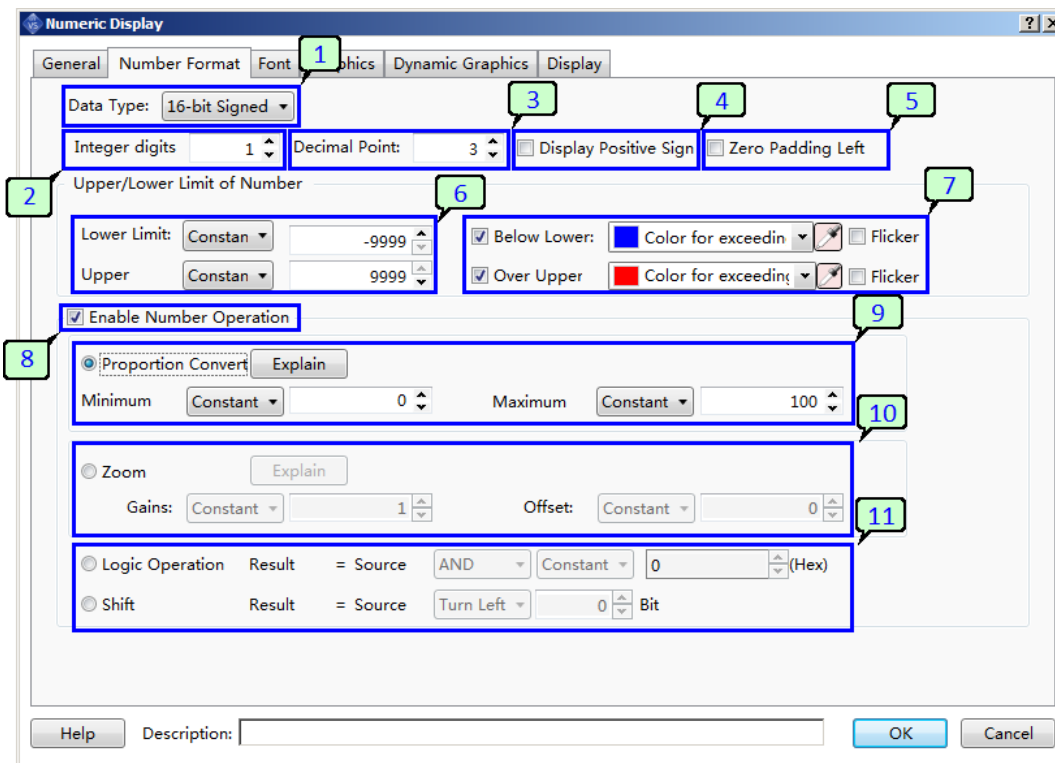 VS Numeric Display ?
General Number Format Font phics Dynamic Graphics Display
1
Data Type: 16-bit Signed
3 4 5
Integer digits 1 Decimal Point: 3 Display Positive Sign Zero Padding Left
2
Upper/Lower Limit of Number
6 7
Lower Limit: Constan -9999 Below Lower: Color for exceedin Flicker
Upper Constan 9999 Over Upper Color for exceeding Flicker
Enable Number Operation
8 9
Proportion Convert Explain
Minimum Constant 0 Maximum Constant 100
10
Zoom Explain
Gains: Constant 1 Offset: Constant 0
11
Logic Operation Result = Source AND Constant 0 (Hex)
Shift Result = Source Turn Left 0 Bit
Help Description: OK Cancel